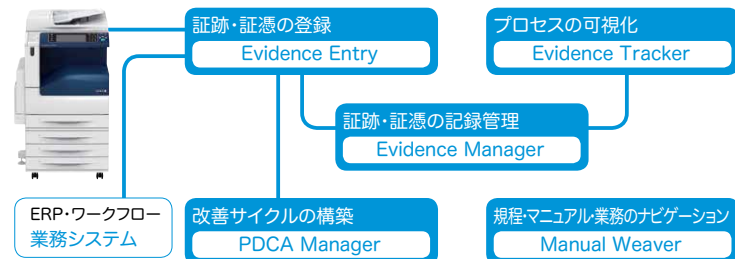 証跡・証憑の登録
Evidence Entry
プロセスの可視化
Evidence Tracker
証跡・証憑の記録管理
Evidence Manager
ERP・ワークフロー
業務システム
改善サイクルの構築
PDCA Manager
規程・マニュアル・業務のナビゲーション
Manual Weaver